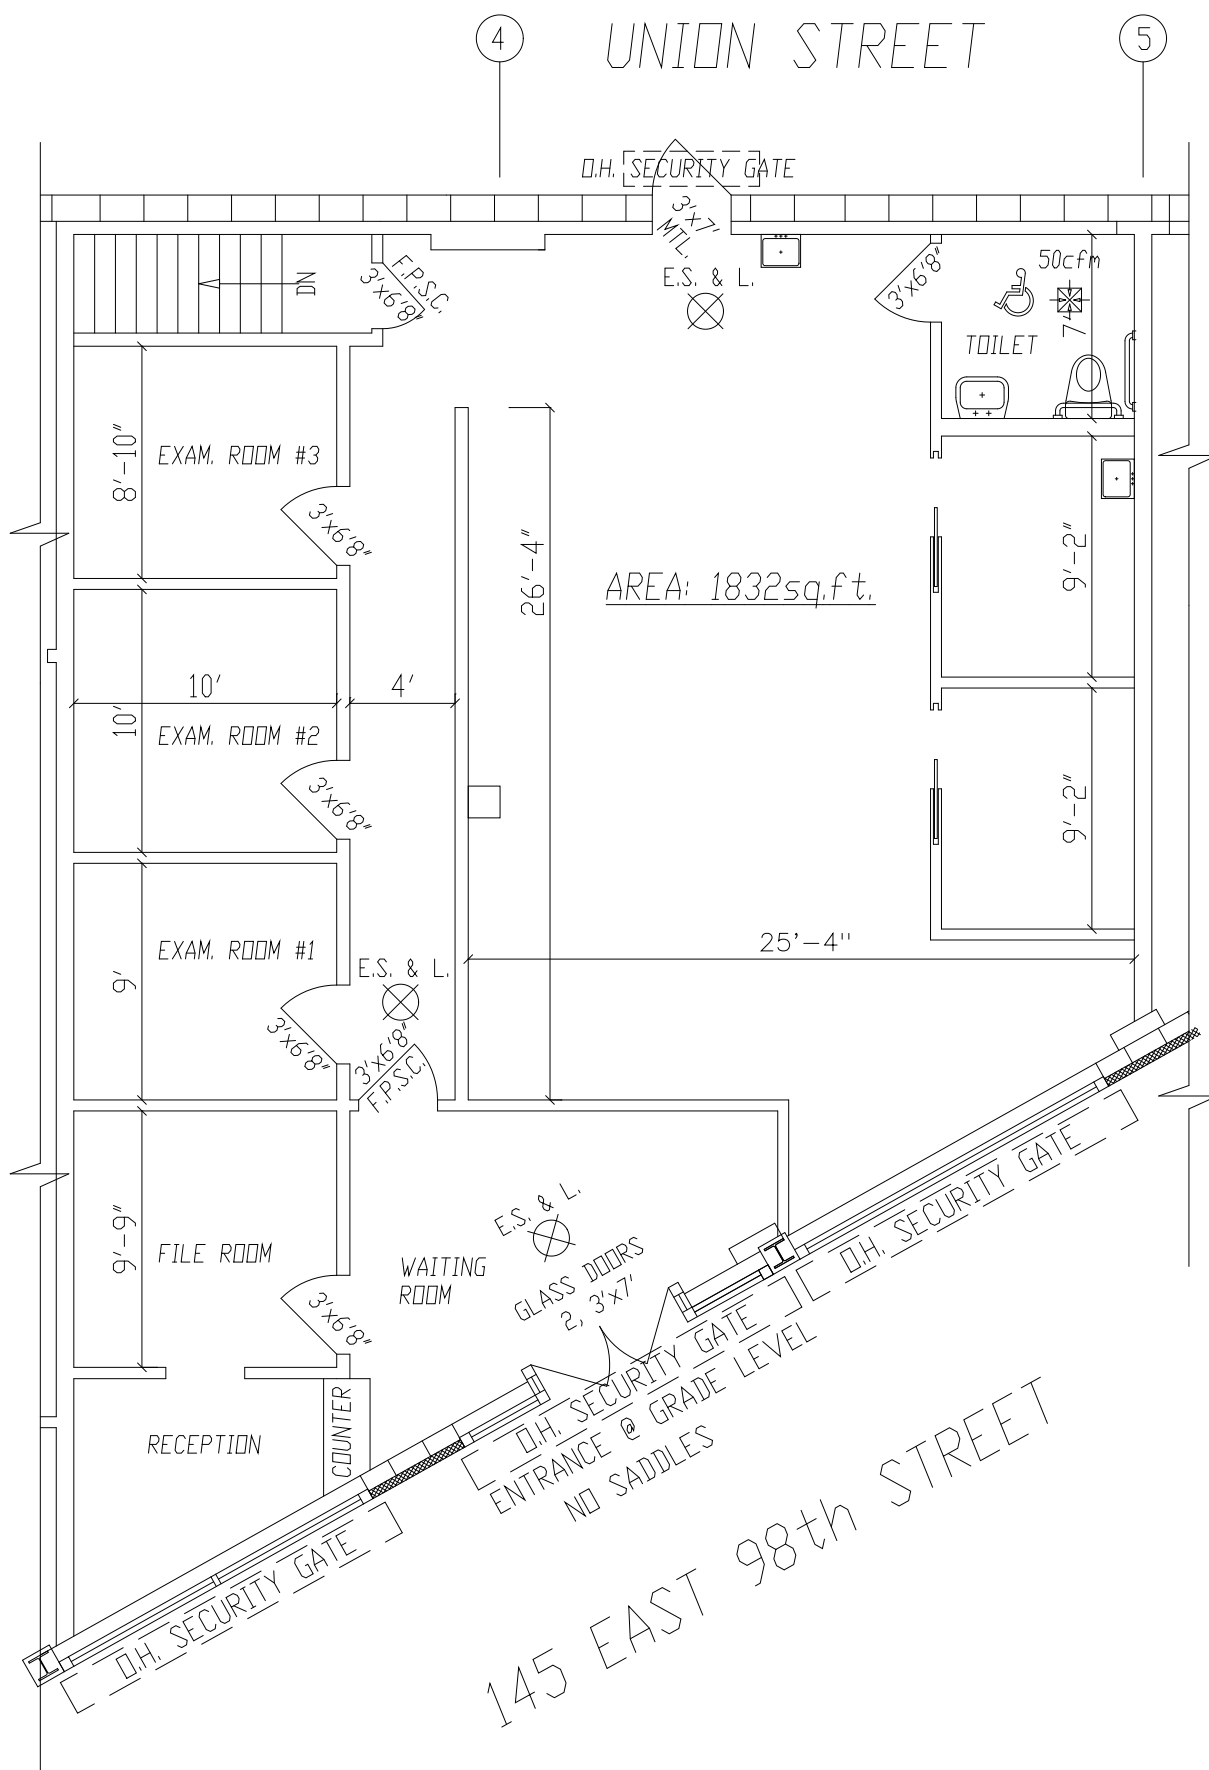 4
UNION STREET
5
O.H. SECURITY GATE
3'x7'
MTL.
E.S. & L.
DN
F.P.S.C.
3'x6'8"
3'x6'8"
50cfm
7'
TOILET
8'-10"
EXAM. ROOM #3
3'x6'8"
26'-4"
AREA: 1832sq.ft.
9'-2"
10'
4'
10'
EXAM. ROOM #2
3'x6'8"
9'-2"
25'-4"
EXAM. ROOM #1
9'
E.S. & L.
3'x6'8"
3'x6'8"
F.P.S.C.
9'-9"
FILE ROOM
3'x6'8"
WAITING
ROOM
E.S. & L.
GLASS DOORS
2, 3'x7'
O.H. SECURITY GATE
O.H. SECURITY GATE
ENTRANCE @ GRADE LEVEL
NO SADDLES
RECEPTION
COUNTER
O.H. SECURITY GATE
145 EAST 98th STREET